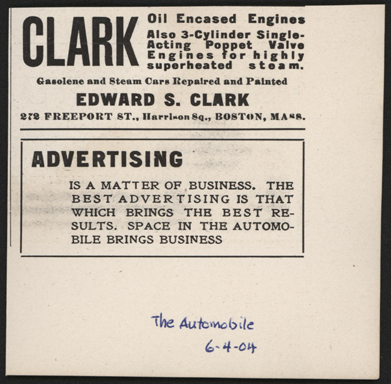 CLARK
Oil Encased Engines
Also 3-Cylinder Single-
Acting Poppet Valve
Engines for highly
superheated steam.
Gasolene and Steam Cars Repaired and Painted
EDWARD S. CLARK
272 FREEPORT ST., Harrison Sq., BOSTON, MASS.
ADVERTISING
IS A MATTER OF BUSINESS. THE
BEST ADVERTISING IS THAT
WHICH BRINGS THE BEST RE-
SULTS. SPACE IN THE AUTOMO-
BILE BRINGS BUSINESS
The Automobile
6-4-04